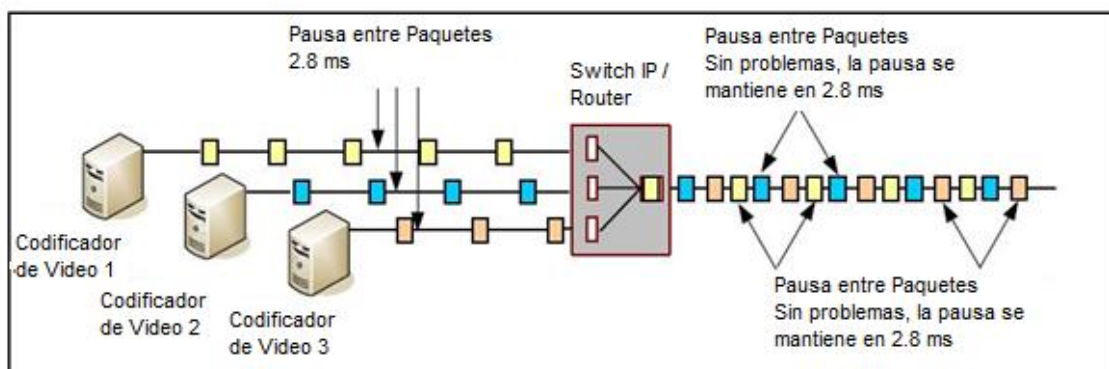 Pausa entre Paquetes
2.8 ms
Switch IP /
Router
Pausa entre Paquetes
Sin problemas, la pausa se
mantiene en 2.8 ms
Codificador
de Video 1
Codificador
de Video 2
Codificador
de Video 3
Pausa entre Paquetes
Sin problemas, la pausa se
mantiene en 2.8 ms